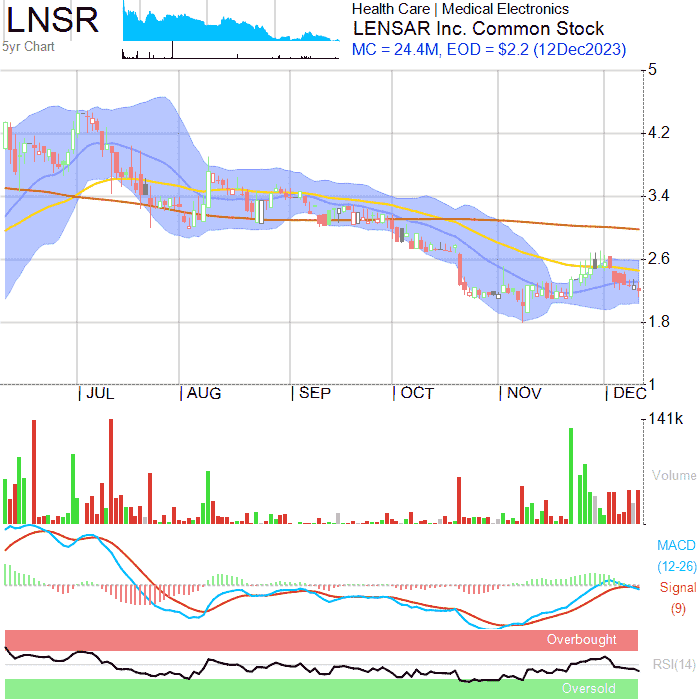 LNSR
5yr Chart
Health Care | Medical Electronics
LENSAR Inc. Common Stock
MC = 24.4M, EOD = $2.2 (12Dec2023)
5
4.2
3.4
2.6
1.8
1
JUL AUG SEP OCT NOV DEC
141k
Volume
MACD
(12-26)
Signal
(9)
Overbought
RSI(14)
Oversold